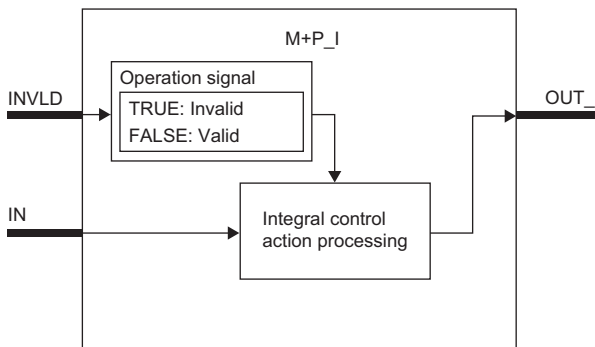 M+P_I
Operation signal
INVLD
TRUE: Invalid
FALSE: Valid
OUT_
IN
Integral control
action processing